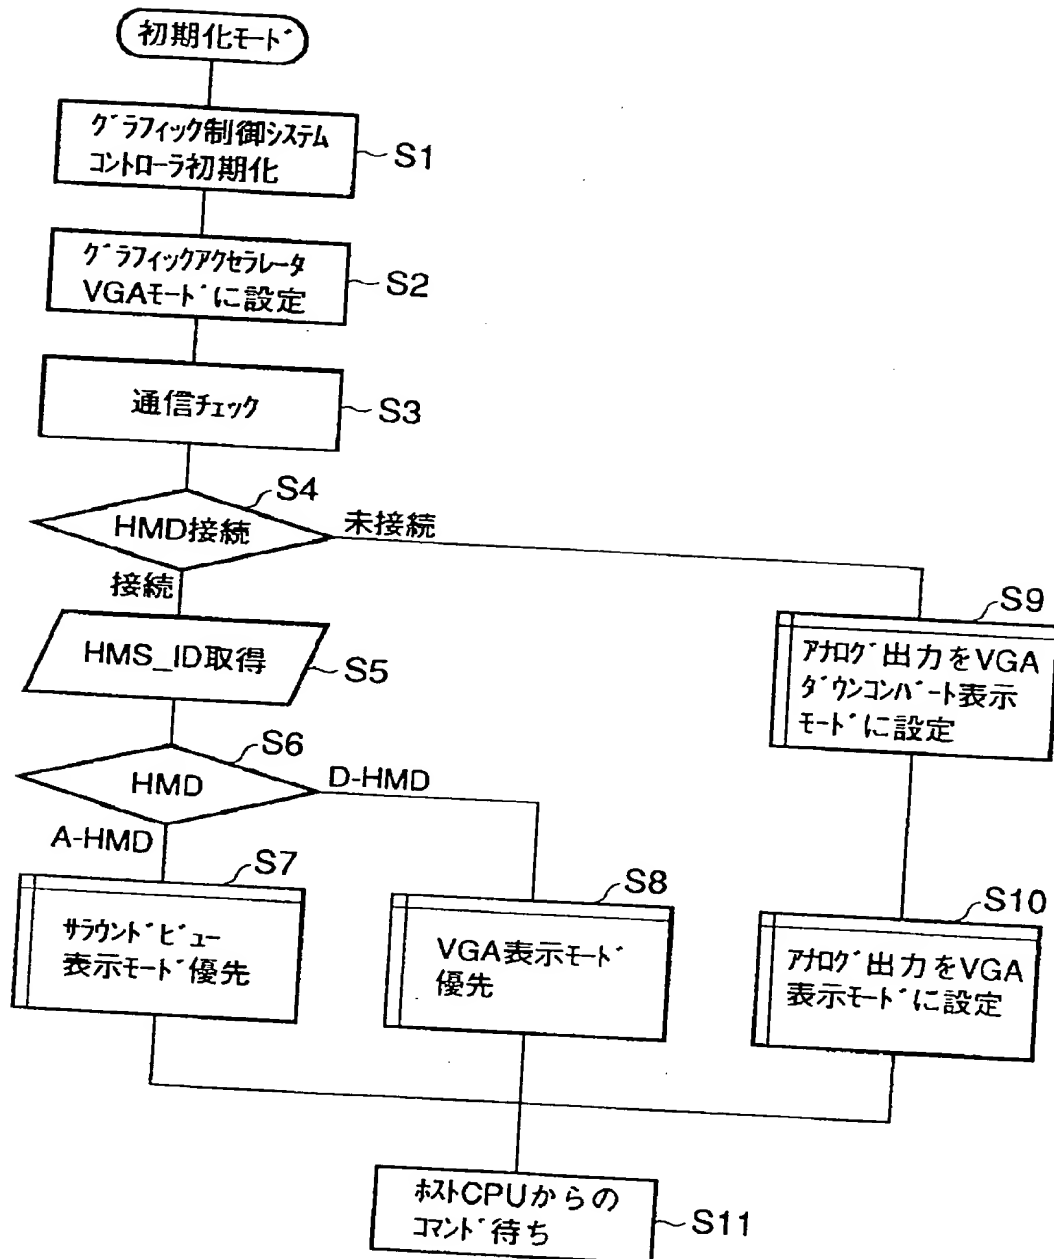 初期化モード
グラフィック制御システム
コントローラ初期化
S1
グラフィックアクセラレータ
VGAモードに設定
S2
通信チェック
S3
S4
HMD接続
未接続
接続
HMS_ID取得
S5
S6
HMD
D-HMD
A-HMD
S7
サラウンドビュー
表示モード優先
S8
VGA表示モード
優先
S9
アナログ出力をVGA
ダウンコンバート表示
モードに設定
S10
アナログ出力をVGA
表示モードに設定
ホストCPUからの
コマンド待ち
S11